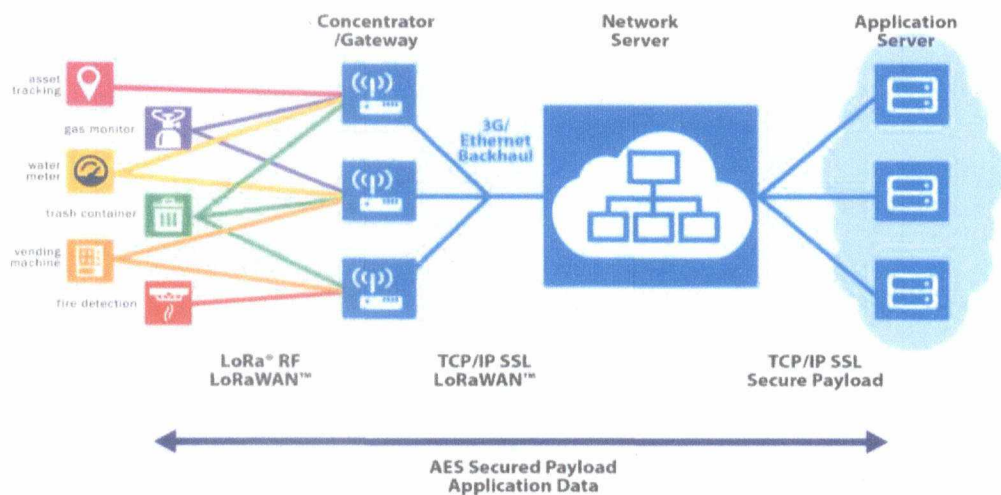 Concentrator
/Gateway
Network
Server
Application
Server
asset
tracking
gas monitor
water
meter
trash container
vending
machine
fire detection
3G/
Ethernet
Backhaul
LoRa® RF
LoRaWAN™
TCP/IP SSL
LoRaWAN™
TCP/IP SSL
Secure Payload
AES Secured Payload
Application Data